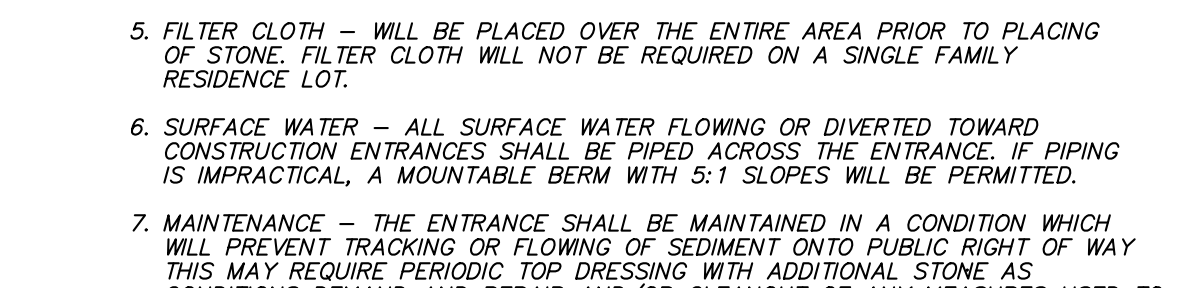 5. FILTER CLOTH – WILL BE PLACED OVER THE ENTIRE AREA PRIOR TO PLACING
OF STONE. FILTER CLOTH WILL NOT BE REQUIRED ON A SINGLE FAMILY
RESIDENCE LOT.
6. SURFACE WATER – ALL SURFACE WATER FLOWING OR DIVERTED TOWARD
CONSTRUCTION ENTRANCES SHALL BE PIPED ACROSS THE ENTRANCE. IF PIPING
IS IMPRACTICAL, A MOUNTABLE BERM WITH 5:1 SLOPES WILL BE PERMITTED.
7. MAINTENANCE – THE ENTRANCE SHALL BE MAINTAINED IN A CONDITION WHICH
WILL PREVENT TRACKING OR FLOWING OF SEDIMENT ONTO PUBLIC RIGHT OF WAY
THIS MAY REQUIRE PERIODIC TOP DRESSING WITH ADDITIONAL STONE AS